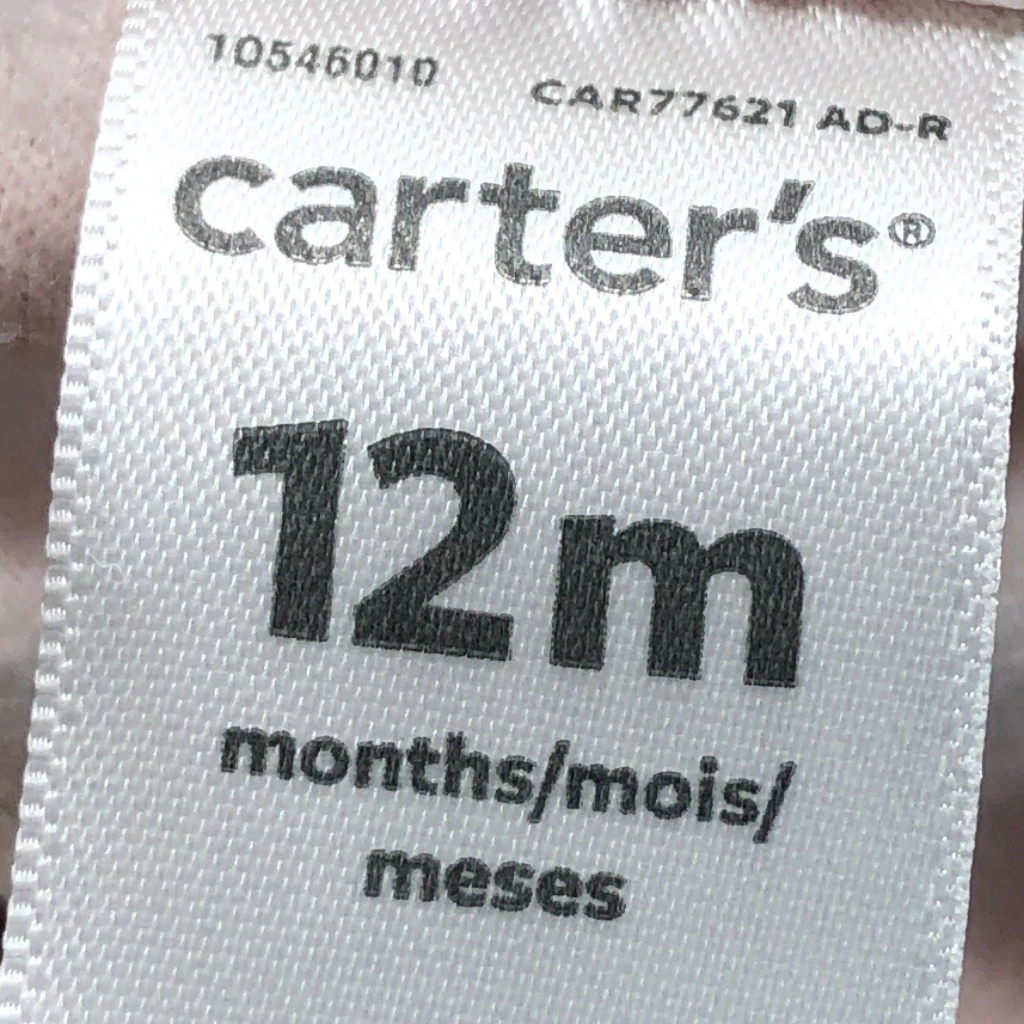 10546010 CAR77621 AD-R
carter's®
12m
months/mois/
meses